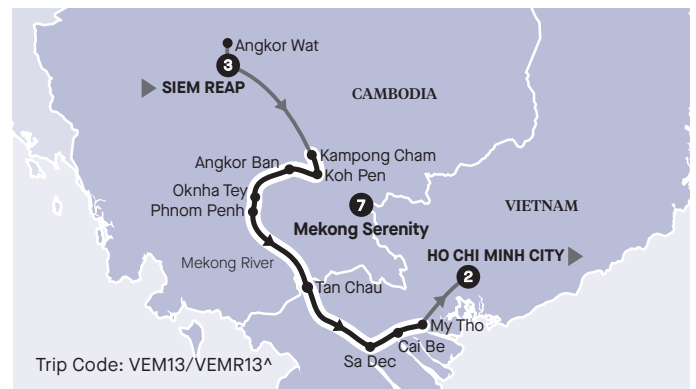 Angkor Wat
3
SIEM REAP
CAMBODIA
Kampong Cham
Angkor Ban
Koh Pen
Oknha Tey
Phnom Penh
7
Mekong Serenity
VIETNAM
HO CHI MINH CITY
2
Mekong River
Tan Chau
My Tho
Cai Be
Sa Dec
Trip Code: VEM13/VEMR13^